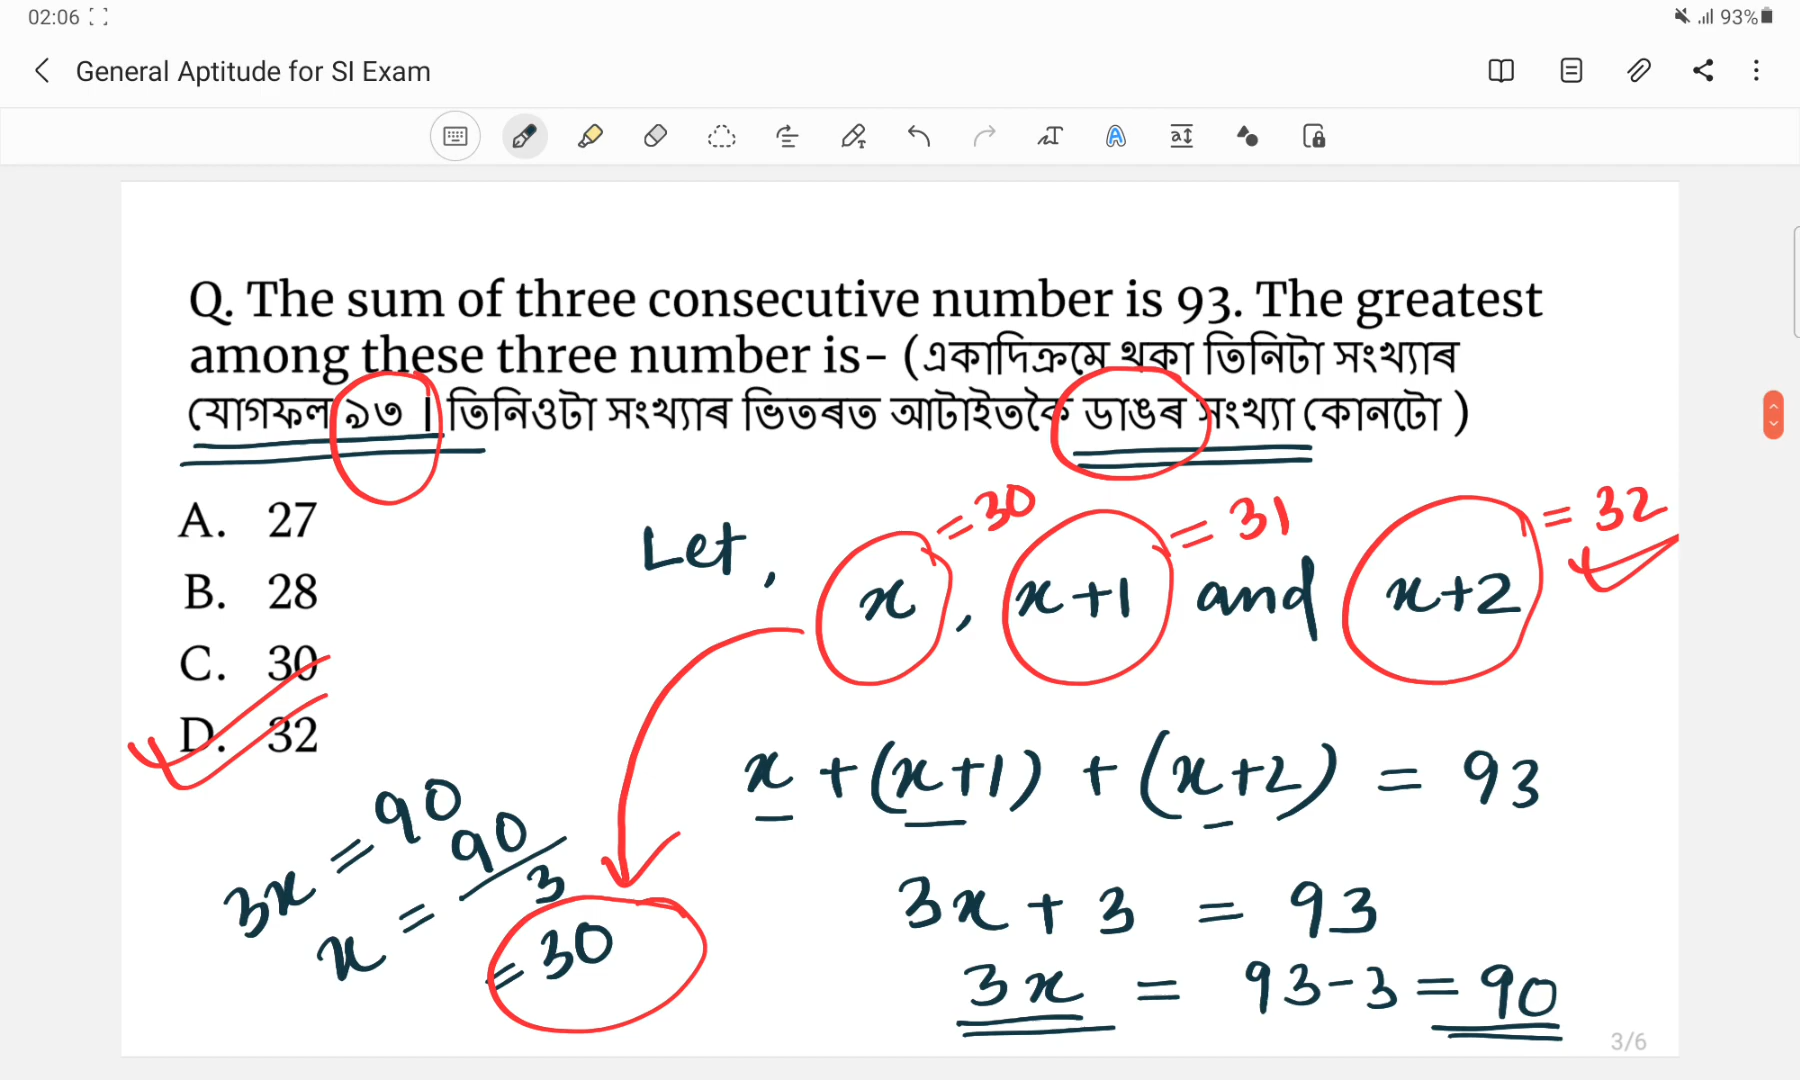 02:06
93%
General Aptitude for SI Exam
Q. The sum of three consecutive number is 93. The greatest
among these three number is- (একাদিক্ৰমে থকা তিনিটা সংখ্যাৰ
যোগফল ৯৩ । তিনিওটা সংখ্যাৰ ভিতৰত আটাইতকৈ ডাঙৰ সংখ্যা কোনটো )
A. 27
B. 28
C. 30
D. 32
Let, x = 30, x+1 = 31 and x+2 = 32
x + (x+1) + (x+2) = 93
3x + 3 = 93
3x = 93-3 = 90
3x = 90
x = 90/3
= 30
3/6